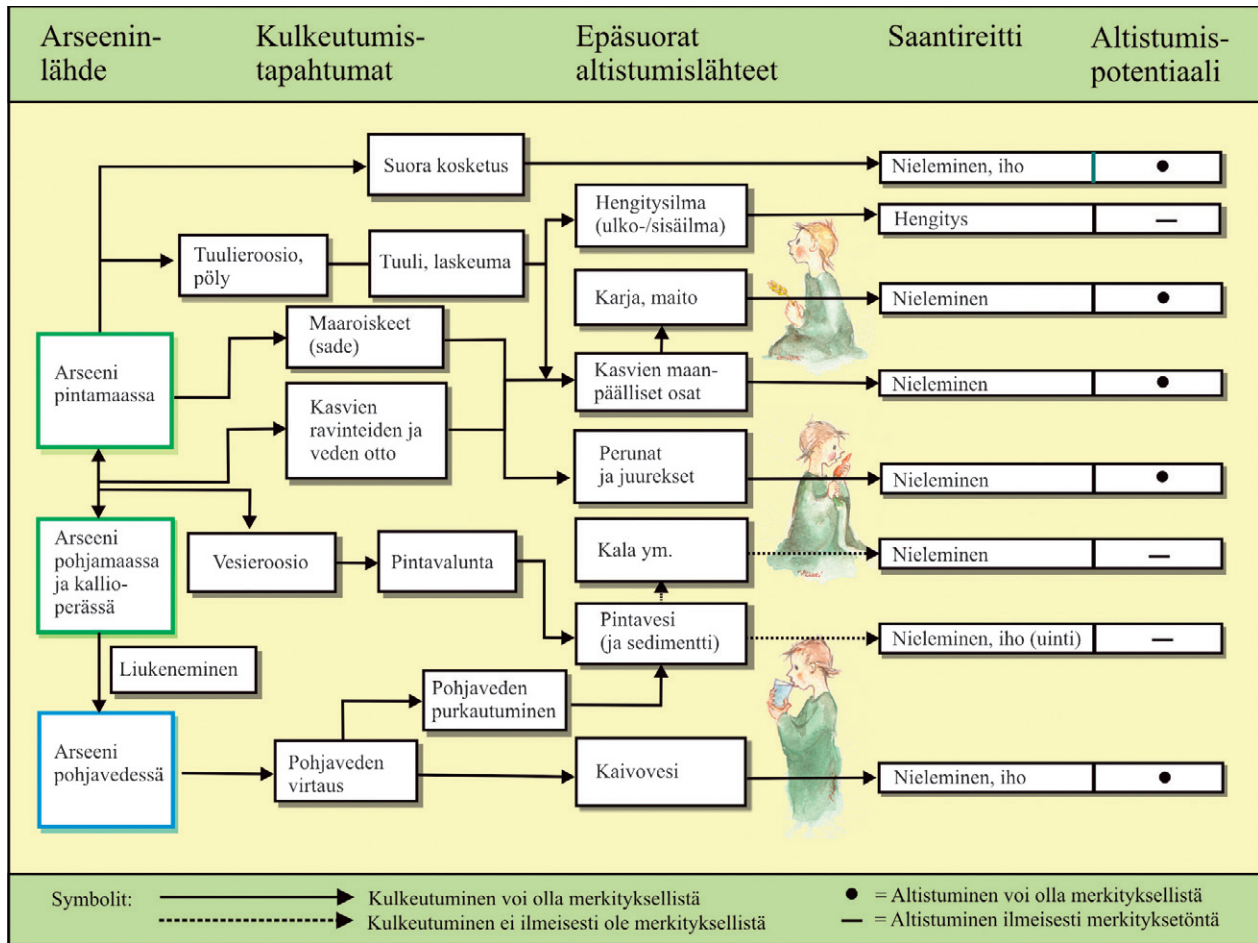 Arseenin-
lähde
Kulkeutumis-
tapahtumat
Epäsuorat
altistumislähteet
Saantireitti
Altistumis-
potentiaali
Suora kosketus
Nieleminen, iho
Hengitysilma
(ulko-/sisäilma)
Hengitys
Tuulieroosio,
pöly
Tuuli, laskeuma
Karja, maito
Nieleminen
Maaroiskeet
(sade)
Arseeni
pintamaassa
Kasvien maan-
päälliset osat
Nieleminen
Kasvien
ravinteiden ja
veden otto
Perunat
ja juurekset
Nieleminen
Arseeni
pohjamaassa
ja kallio-
perässä
Vesieroosio
Pintavalunta
Kala ym.
Nieleminen
Pintavesi
(ja sedimentti)
Nieleminen, iho (uinti)
Liukeneminen
Pohjaveden
purkautuminen
Arseeni
pohjavedessä
Pohjaveden
virtaus
Kaivovesi
Nieleminen, iho
Symbolit:
Kulkeutuminen voi olla merkityksellistä
Kulkeutuminen ei ilmeisesti ole merkityksellistä
= Altistuminen voi olla merkityksellistä
= Altistuminen ilmeisesti merkityksetöntä